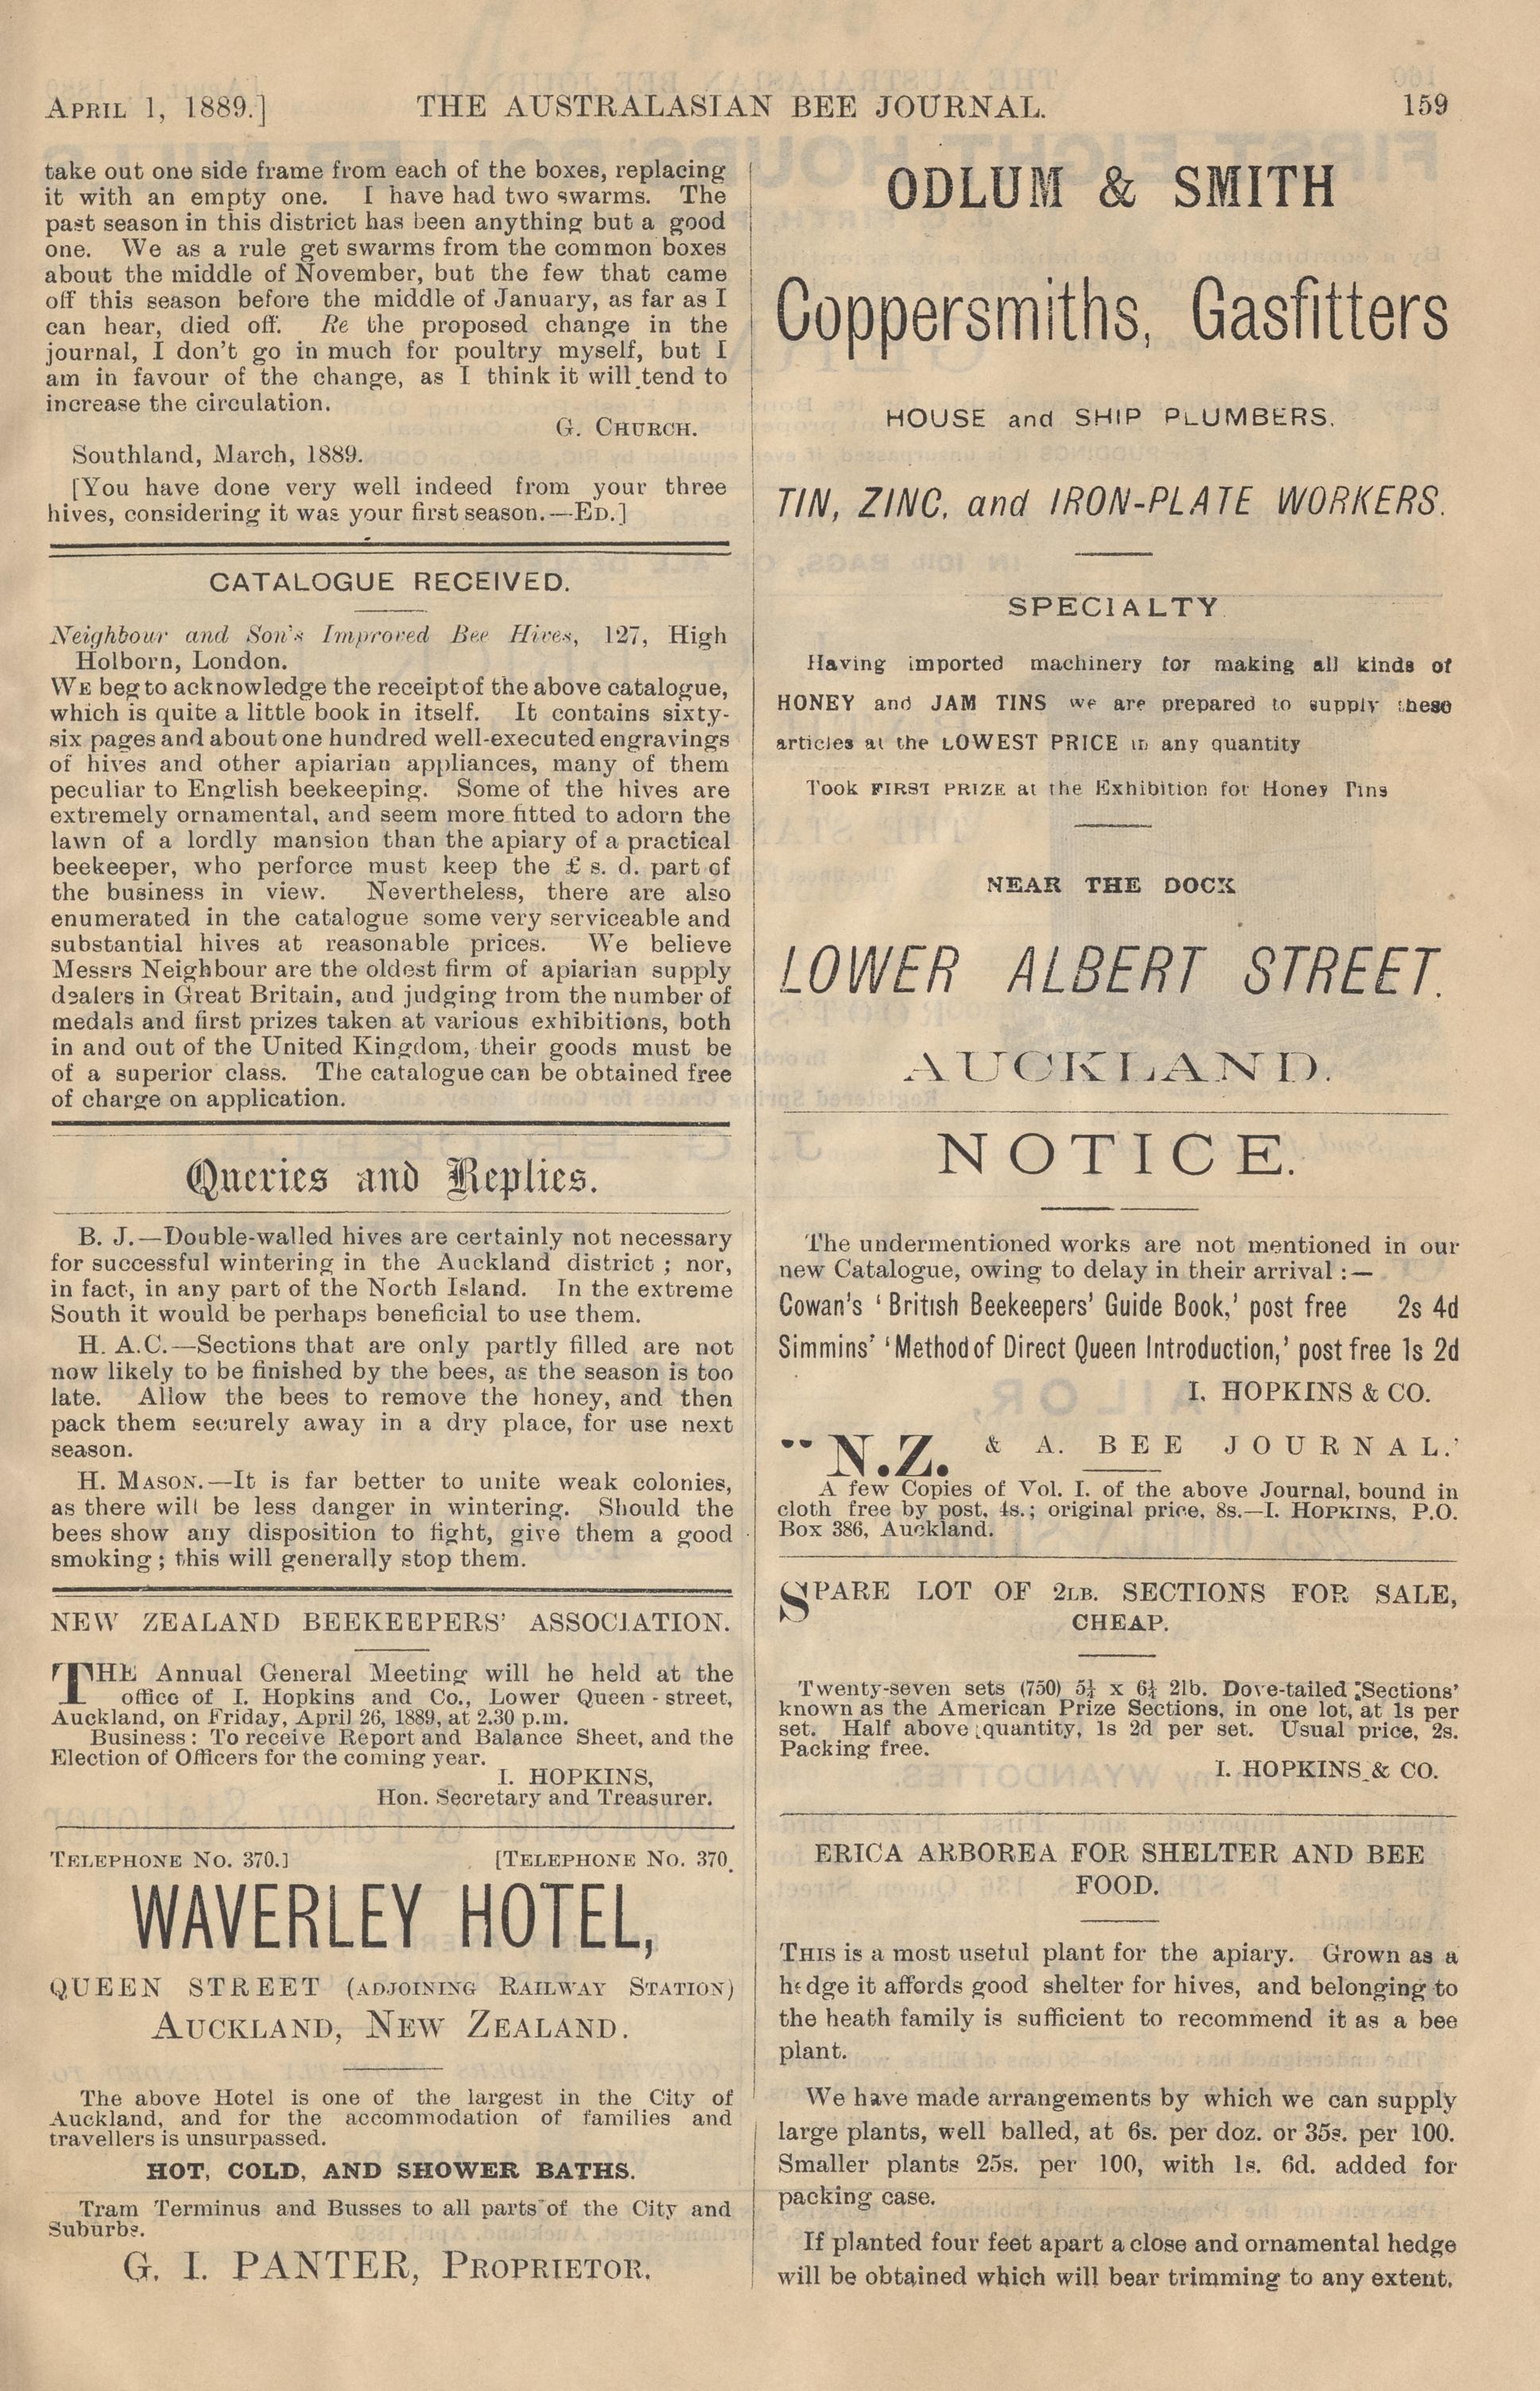 APRIL 1, 1889.] THE AUSTRALASIAN BEE JOURNAL. 159
take out one side frame from each of the boxes, replacing
it with an empty one. I have had two swarms. The
past season in this district has been anything but a good
one. We as a rule get swarms from the common boxes
about the middle of November, but the few that came
off this season before the middle of January, as far as I
can hear, died off. Re the proposed change in the
journal, I don't go in much for poultry myself, but I
am in favour of the change, as I think it will tend to
increase the circulation.
G. CHURCH.
Southland, March, 1889.
[You have done very well indeed from your three
hives, considering it was your first season.—ED.]
CATALOGUE RECEIVED.
Neighbour and Son's Improved Bee Hives, 127, High
Holborn, London.
WE beg to acknowledge the receipt of the above catalogue,
which is quite a little book in itself. It contains sixty-
six pages and about one hundred well-executed engravings
of hives and other apiarian appliances, many of them
peculiar to English beekeeping. Some of the hives are
extremely ornamental, and seem more fitted to adorn the
lawn of a lordly mansion than the apiary of a practical
beekeeper, who perforce must keep the £ s. d. part of
the business in view. Nevertheless, there are also
enumerated in the catalogue some very serviceable and
substantial hives at reasonable prices. We believe
Messrs Neighbour are the oldest firm of apiarian supply
dealers in Great Britain, and judging from the number of
medals and first prizes taken at various exhibitions, both
in and out of the United Kingdom, their goods must be
of a superior class. The catalogue can be obtained free
of charge on application.
Queries and Replies.
B. J.—Double-walled hives are certainly not necessary
for successful wintering in the Auckland district ; nor,
in fact, in any part of the North Island. In the extreme
South it would be perhaps beneficial to use them.
H. A.C.—Sections that are only partly filled are not
now likely to be finished by the bees, as the season is too
late. Allow the bees to remove the honey, and then
pack them securely away in a dry place, for use next
season.
H. MASON.—It is far better to unite weak colonies,
as there will be less danger in wintering. Should the
bees show any disposition to fight, give them a good
smoking ; this will generally stop them.
NEW ZEALAND BEEKEEPERS' ASSOCIATION.
THE Annual General Meeting will he held at the
office of I. Hopkins and Co., Lower Queen-street,
Auckland, on Friday, April 26, 1889, at 2.30 p.m.
Business: To receive Report and Balance Sheet, and the
Election of Officers for the coming year.
I. HOPKINS,
Hon. Secretary and Treasurer.
TELEPHONE NO. 370.] [TELEPHONE NO. 370.
WAVERLEY HOTEL,
QUEEN STREET (ADJOINING RAILWAY STATION)
AUCKLAND, NEW ZEALAND.
The above Hotel is one of the largest in the City of
Auckland, and for the accommodation of families and
travellers is unsurpassed.
HOT, COLD, AND SHOWER BATHS.
Tram Terminus and Busses to all parts of the City and
Suburbs.
G. I. PANTER, PROPRIETOR.
ODLUM & SMITH
Coppersmiths, Gasfitters
HOUSE and SHIP PLUMBERS.
TIN, ZINC, and IRON-PLATE WORKERS.
SPECIALTY
Having imported machinery for making all kinds of
HONEY and JAM TINS we are prepared to supply these
articles at the LOWEST PRICE in any quantity
Took FIRST PRIZE at the Exhibition for Honey Tins
NEAR THE DOCK
LOWER ALBERT STREET.
AUCKLAND.
NOTICE.
The undermentioned works are not mentioned in our
new Catalogue, owing to delay in their arrival :—
Cowan's 'British Beekeepers' Guide Book,' post free 2s 4d
Simmins' 'Method of Direct Queen Introduction,' post free 1s 2d
I. HOPKINS & CO.
"N.Z. & A. BEE JOURNAL.'
A few Copies of Vol. I. of the above Journal, bound in
cloth free by post, 4s.; original price, 8s.—I. HOPKINS, P.O.
Box 386, Auckland.
SPARE LOT OF 2LB. SECTIONS FOR SALE,
CHEAP.
Twenty-seven sets (750) 5¼ x 6¼ 2lb. Dove-tailed 'Sections'
known as the American Prize Sections, in one lot, at 1s per
set. Half above quantity, 1s 2d per set. Usual price, 2s.
Packing free.
I. HOPKINS & CO.
ERICA ARBOREA FOR SHELTER AND BEE
FOOD.
THIS is a most useful plant for the apiary. Grown as a
hedge it affords good shelter for hives, and belonging to
the heath family is sufficient to recommend it as a bee
plant.
We have made arrangements by which we can supply
large plants, well balled, at 6s. per doz. or 35s. per 100.
Smaller plants 25s. per 100, with 1s. 6d. added for
packing case.
If planted four feet apart a close and ornamental hedge
will be obtained which will bear trimming to any extent.